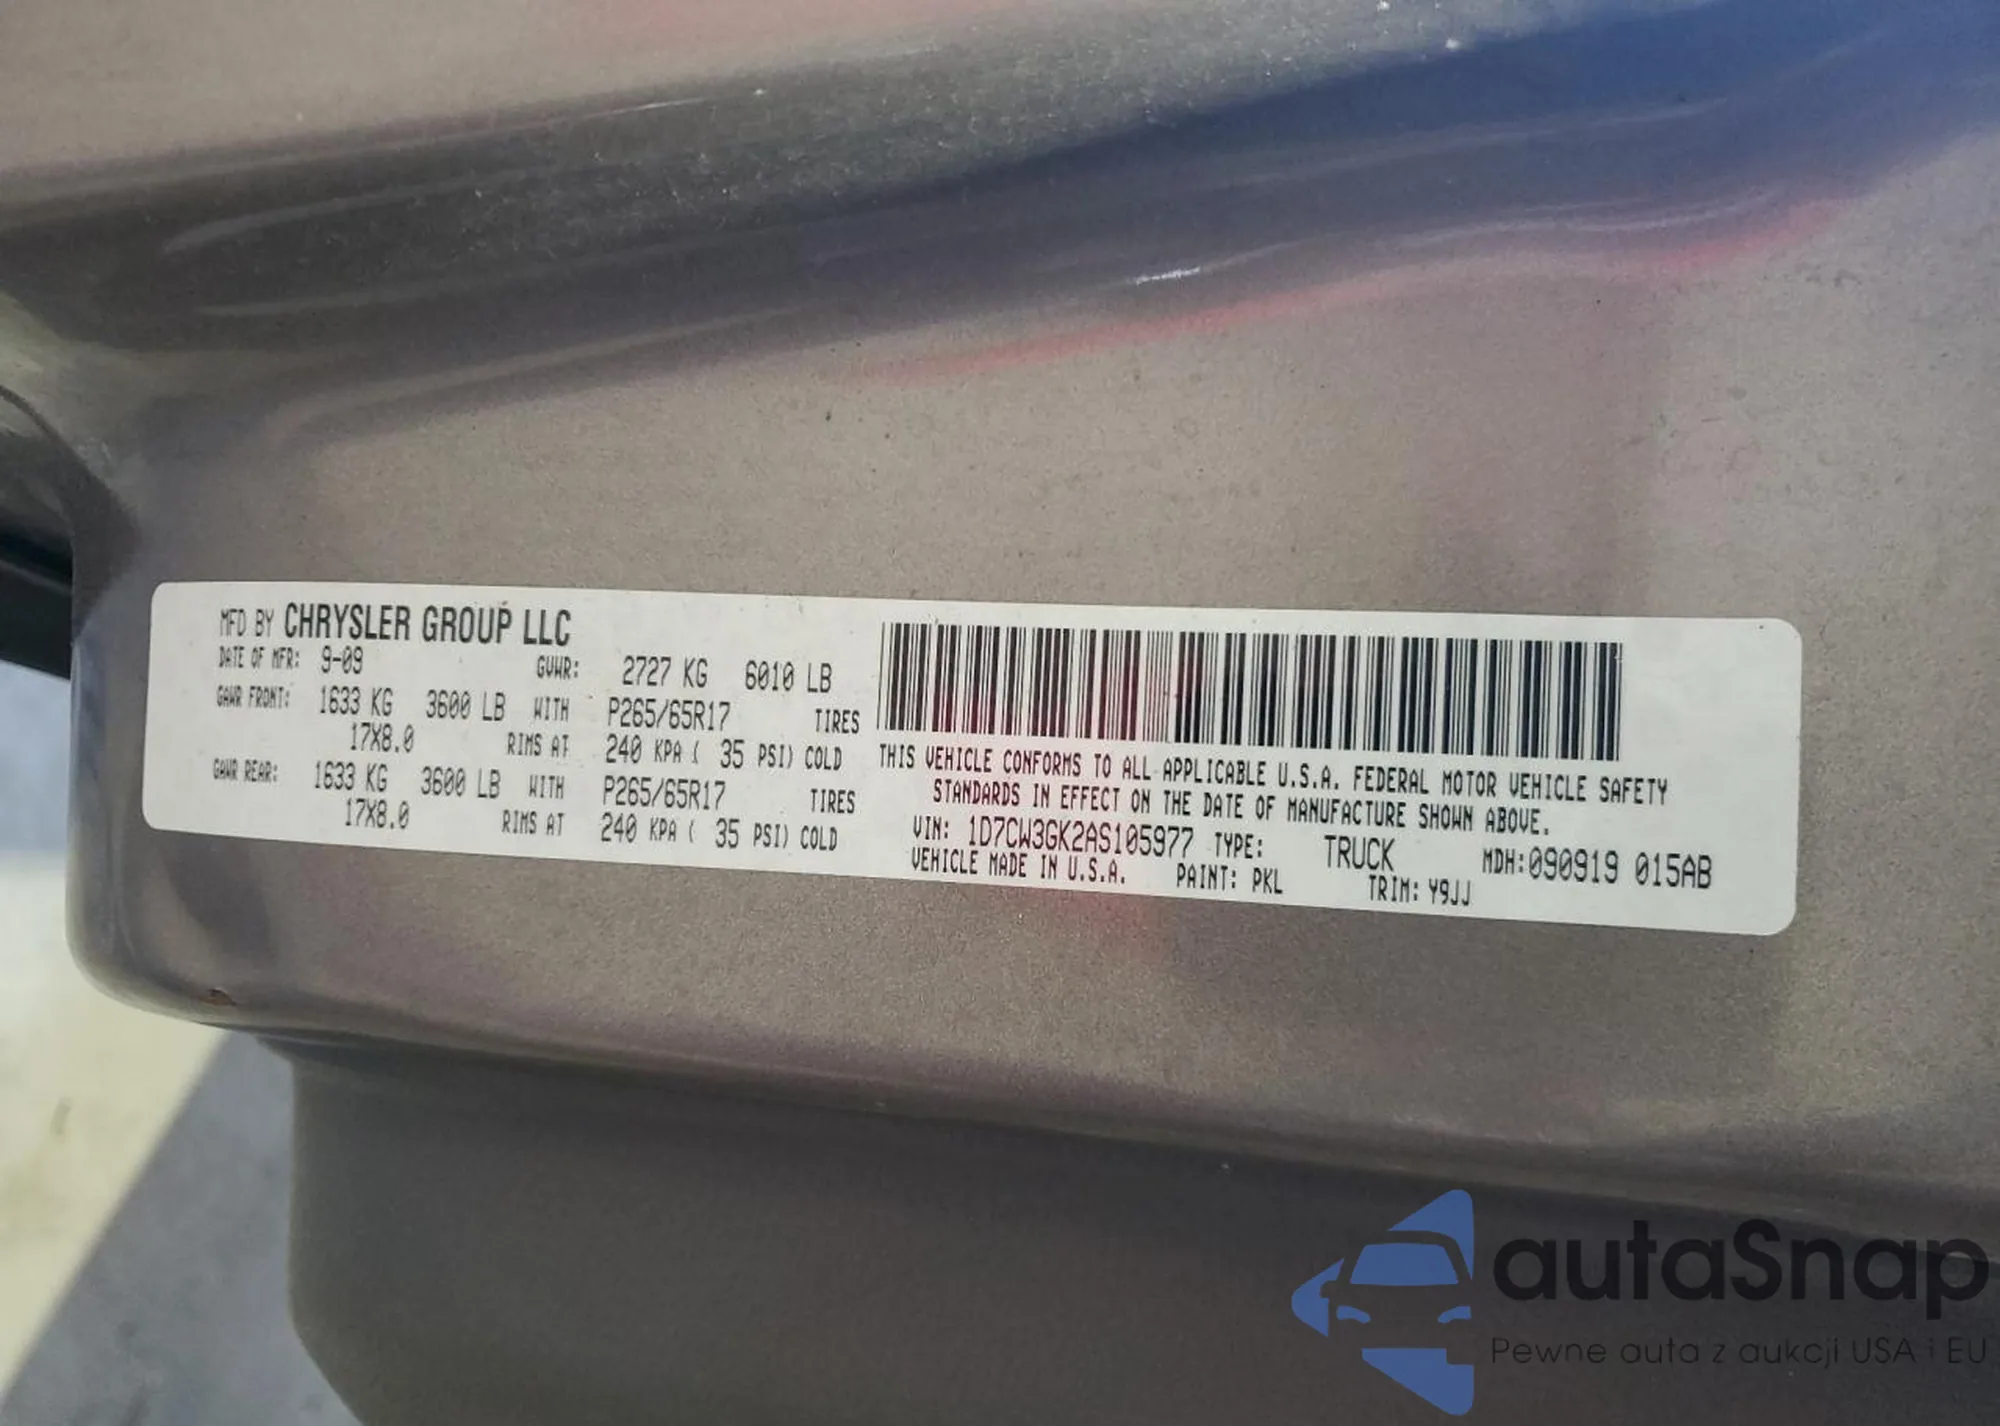 MFD BY CHRYSLER GROUP LLC
DATE OF MFR: 9-09 GVWR: 2727 KG 6010 LB
GAWR FRONT: 1633 KG 3600 LB WITH P265/65R17 TIRES
17X8.0 RIMS AT 240 KPA ( 35 PSI) COLD
GAWR REAR: 1633 KG 3600 LB WITH P265/65R17 TIRES
17X8.0 RIMS AT 240 KPA ( 35 PSI) COLD
THIS VEHICLE CONFORMS TO ALL APPLICABLE U.S.A. FEDERAL MOTOR VEHICLE SAFETY
STANDARDS IN EFFECT ON THE DATE OF MANUFACTURE SHOWN ABOVE.
VIN: 1D7CW3GK2AS105977 TYPE: TRUCK MDH:090919 015AB
VEHICLE MADE IN U.S.A. PAINT: PKL TRIM: Y9JJ
autaSnap
Pewne auta z aukcji USA i EU